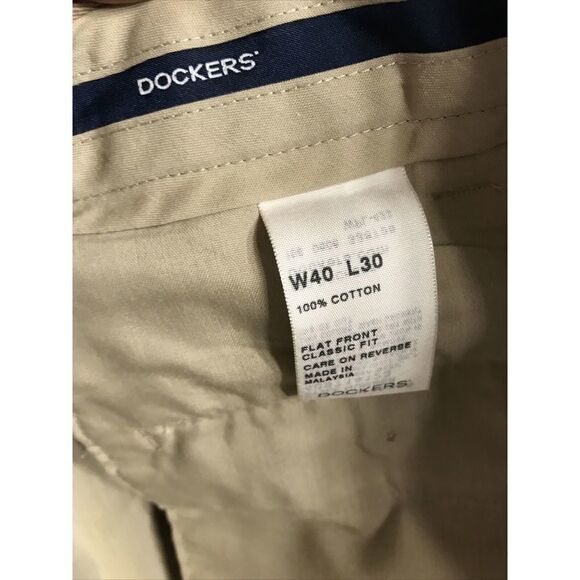 DOCKERS
W40 L30
100% COTTON
FLAT FRONT
CLASSIC FIT
CARE ON REVERSE
MADE IN
MALAYSIA
DOCKERS